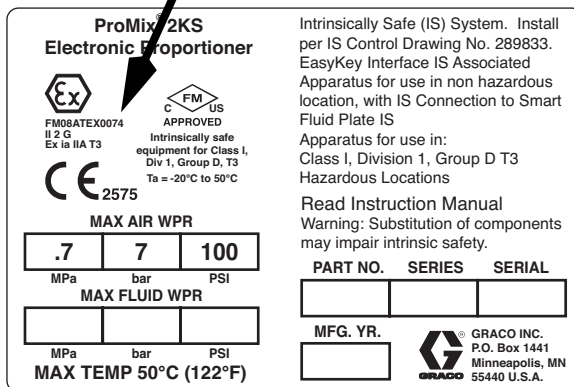 ProMix® 2KS
Electronic Proportioner
Ex
FM08ATEX0074
II 2 G
Ex ia IIA T3
CE 2575
C FM US
APPROVED
Intrinsically safe
equipment for Class I,
Div 1, Group D, T3
Ta = -20°C to 50°C
MAX AIR WPR
.7 7 100
MPa bar PSI
MAX FLUID WPR
MPa bar PSI
MAX TEMP 50°C (122°F)
Intrinsically Safe (IS) System. Install
per IS Control Drawing No. 289833.
EasyKey Interface IS Associated
Apparatus for use in non hazardous
location, with IS Connection to Smart
Fluid Plate IS
Apparatus for use in:
Class I, Division 1, Group D T3
Hazardous Locations
Read Instruction Manual
Warning: Substitution of components
may impair intrinsic safety.
PART NO. SERIES SERIAL
MFG. YR.
GRACO ®
GRACO INC.
P.O. Box 1441
Minneapolis, MN
55440 U.S.A.